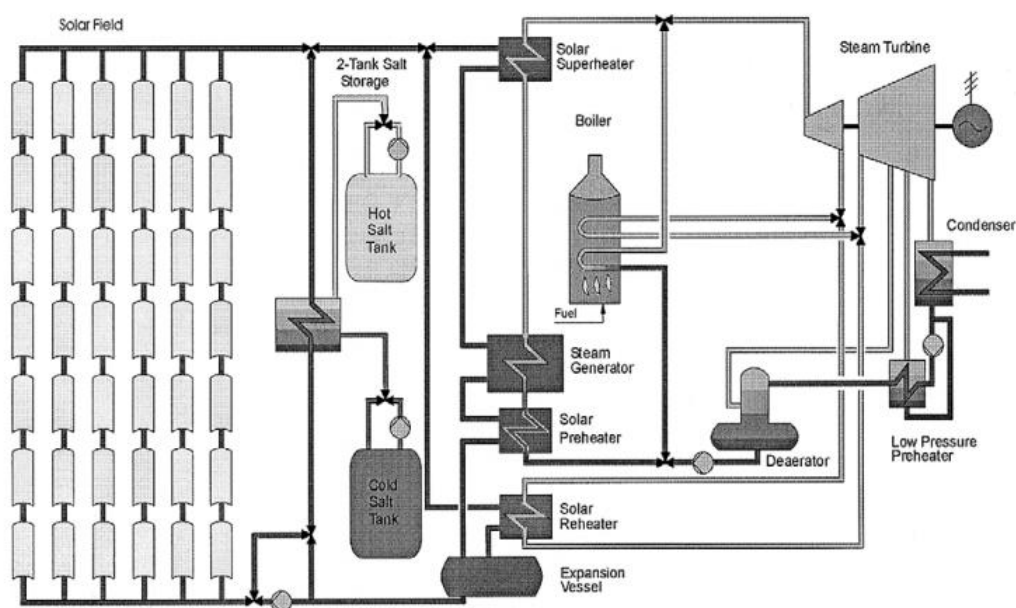 Solar Field
2-Tank Salt
Storage
Hot
Salt
Tank
Cold
Salt
Tank
Solar
Superheater
Boiler
Fuel
Steam
Generator
Solar
Preheater
Solar
Reheater
Expansion
Vessel
Steam Turbine
Condenser
Low Pressure
Preheater
Deaerator